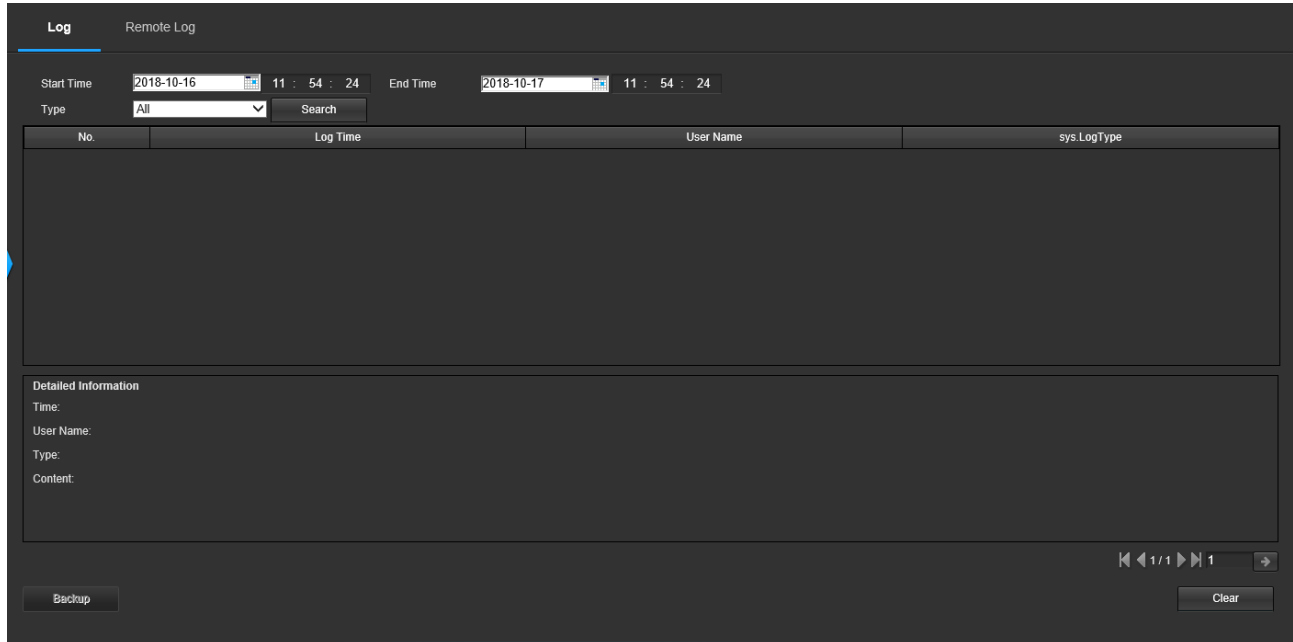 Log Remote Log
Start Time 2018-10-16 11 : 54 : 24 End Time 2018-10-17 11 : 54 : 24
Type All Search
No. Log Time User Name sys.LogType
Detailed Information
Time:
User Name:
Type:
Content:
1 / 1 1
Backup Clear